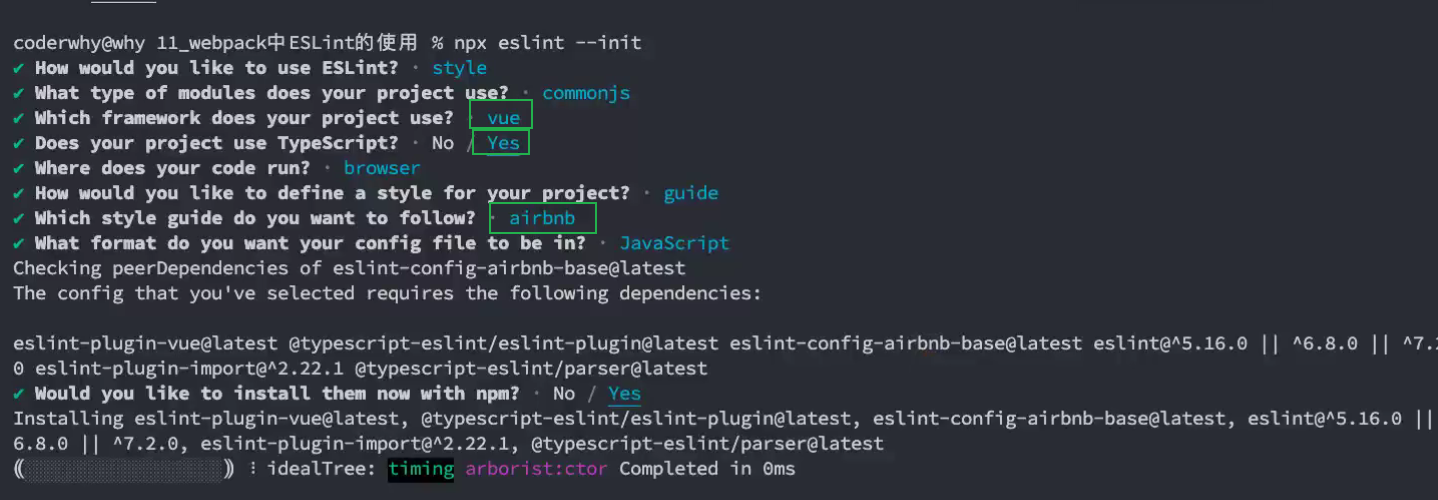 coderwhy@why 11_webpack中ESLint的使用 % npx eslint --init
✔ How would you like to use ESLint? · style
✔ What type of modules does your project use? · commonjs
✔ Which framework does your project use? · vue
✔ Does your project use TypeScript? · No / Yes
✔ Where does your code run? · browser
✔ How would you like to define a style for your project? · guide
✔ Which style guide do you want to follow? · airbnb
✔ What format do you want your config file to be in? · JavaScript
Checking peerDependencies of eslint-config-airbnb-base@latest
The config that you've selected requires the following dependencies:
eslint-plugin-vue@latest @typescript-eslint/eslint-plugin@latest eslint-config-airbnb-base@latest eslint@^5.16.0 || ^6.8.0 || ^7.
0 eslint-plugin-import@^2.22.1 @typescript-eslint/parser@latest
✔ Would you like to install them now with npm? · No / Yes
Installing eslint-plugin-vue@latest, @typescript-eslint/eslint-plugin@latest, eslint-config-airbnb-base@latest, eslint@^5.16.0 ||
6.8.0 || ^7.2.0, eslint-plugin-import@^2.22.1, @typescript-eslint/parser@latest
(░░░░░░░░░░░░░░░░░░) ⠸ idealTree: timing arborist:ctor Completed in 0ms